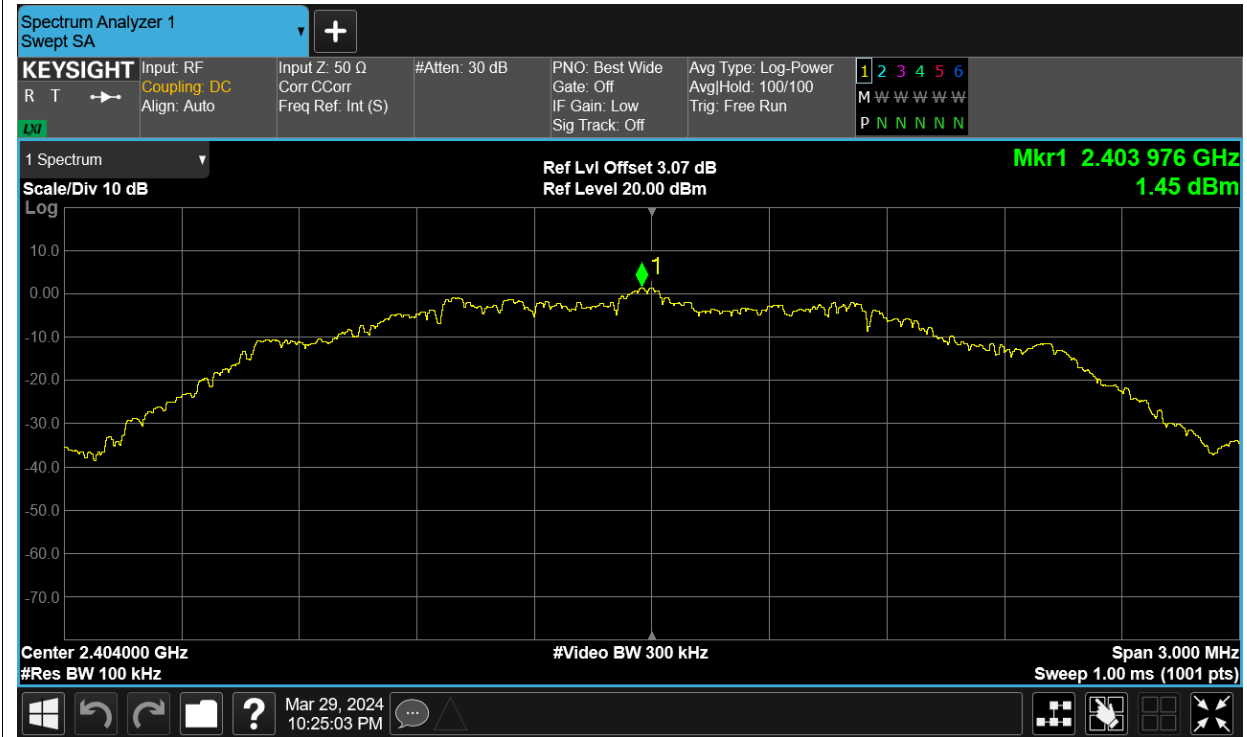 Spectrum Analyzer 1
Swept SA
KEYSIGHT
R T
LXI
Input: RF
Coupling: DC
Align: Auto
Input Z: 50 Ω
Corr CCorr
Freq Ref: Int (S)
#Atten: 30 dB
PNO: Best Wide
Gate: Off
IF Gain: Low
Sig Track: Off
Avg Type: Log-Power
Avg|Hold: 100/100
Trig: Free Run
1 2 3 4 5 6
M W W W W W
P N N N N N
1 Spectrum
Scale/Div 10 dB
Ref Lvl Offset 3.07 dB
Ref Level 20.00 dBm
Mkr1 2.403 976 GHz
1.45 dBm
Log
10.0
0.00
-10.0
-20.0
-30.0
-40.0
-50.0
-60.0
-70.0
1
Center 2.404000 GHz
#Res BW 100 kHz
#Video BW 300 kHz
Span 3.000 MHz
Sweep 1.00 ms (1001 pts)
?
Mar 29, 2024
10:25:03 PM